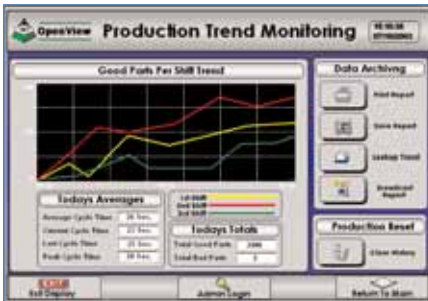 OpenView Production Trend Monitoring
Good Parts Per Shift Trend
Data Archivng
Print Report
Save Report
Lookup Trend
Broadcast Report
Todays Averages
Average Cycle Time
Current Cycle Time
Last Cycle Time
Peak Cycle Time
1st Shift
2nd Shift
3rd Shift
Todays Totals
Total Good Parts
Total Bad Parts
Production Reset
Clear History
Exit Display
Admin Login
Return To Main